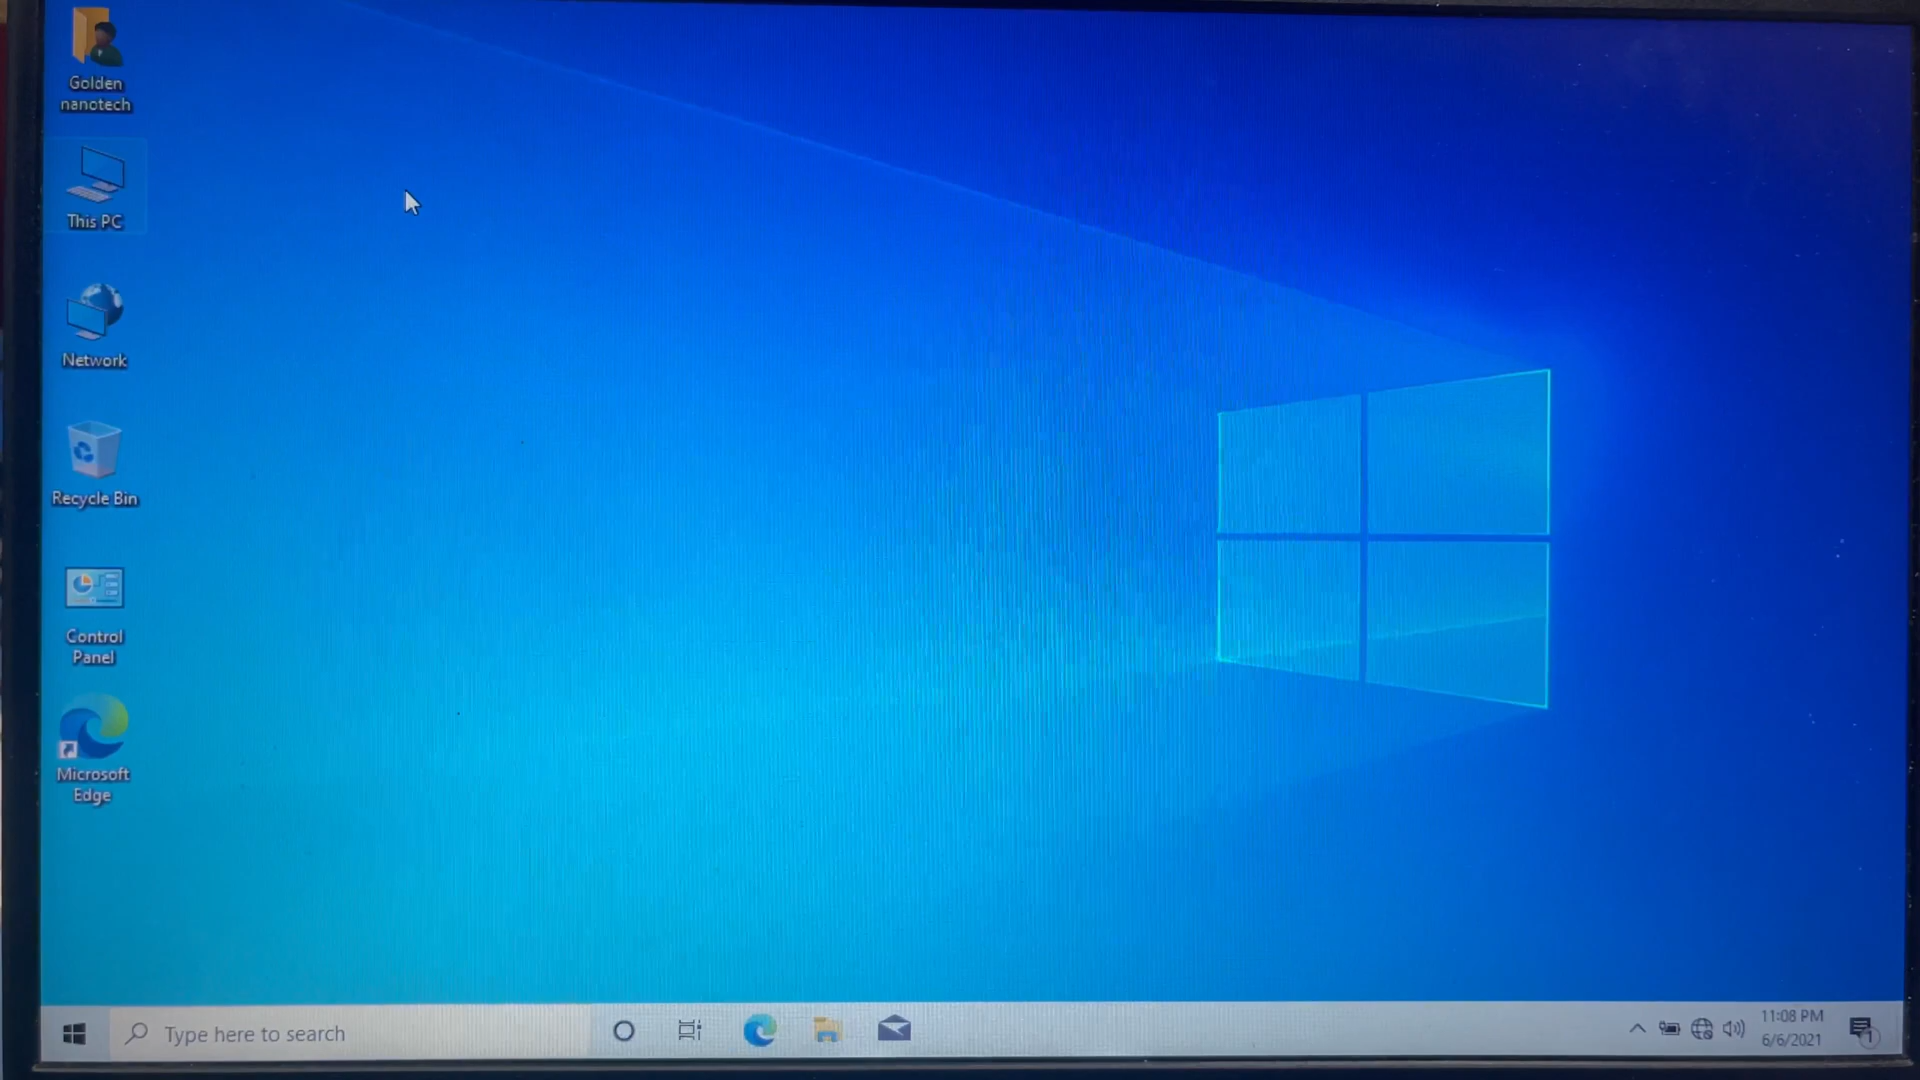 Golden
nanotech
This PC
Network
Recycle Bin
Control
Panel
Microsoft
Edge
Type here to search
11:08 PM
6/6/2021
1